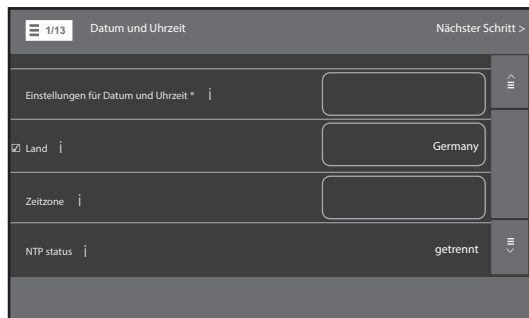 1/13 Datum und Uhrzeit Nächster Schritt >
Einstellungen für Datum und Uhrzeit * i
Land i Germany
Zeitzone i
NTP status i getrennt